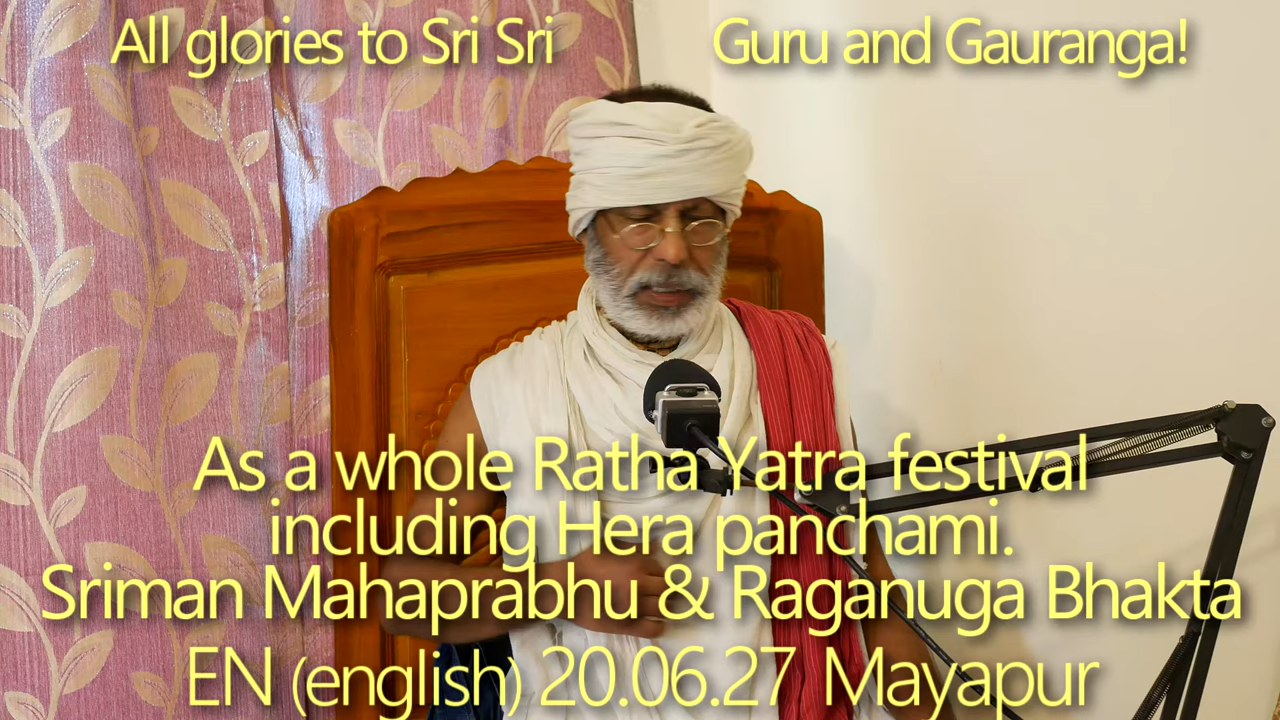 All glories to Sri Sri Guru and Gauranga!
As a whole Ratha Yatra festival
including Hera panchami.
Sriman Mahaprabhu & Raganuga Bhakta
EN (english) 20.06.27 Mayapur